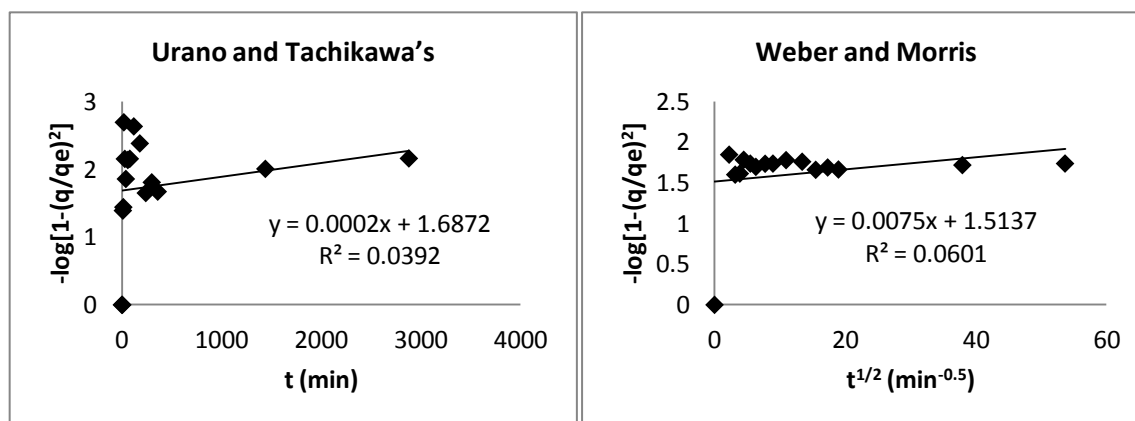 Urano and Tachikawa's
-log[1-(q/qe)²]
3
2
1
0
y = 0.0002x + 1.6872
R² = 0.0392
0 1000 2000 3000 4000
t (min)
Weber and Morris
-log[1-(q/qe)²]
2.5
2
1.5
1
0.5
0
y = 0.0075x + 1.5137
R² = 0.0601
0 20 40 60
t^1/2 (min^-0.5)